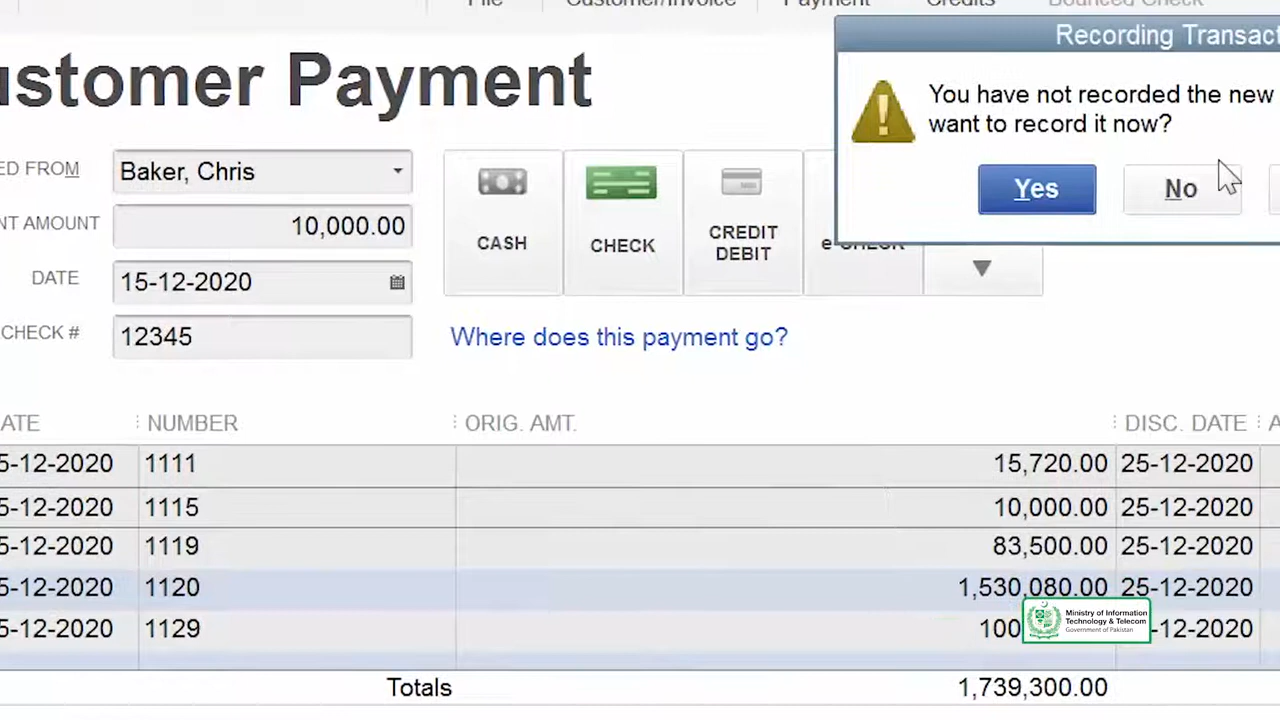 File Customer/Invoice Payment Credits Bounced Check
Recording Transact
You have not recorded the new
want to record it now?
Yes No
ustomer Payment
ED FROM Baker, Chris
NT AMOUNT 10,000.00
DATE 15-12-2020
CHECK # 12345
CASH CHECK CREDIT DEBIT e-CHECK
Where does this payment go?
ATE NUMBER ORIG. AMT. DISC. DATE A
5-12-2020 1111 15,720.00 25-12-2020
5-12-2020 1115 10,000.00 25-12-2020
5-12-2020 1119 83,500.00 25-12-2020
5-12-2020 1120 1,530,080.00 25-12-2020
5-12-2020 1129 100 -12-2020
Ministry of Information
Technology & Telecom
Government of Pakistan
Totals 1,739,300.00